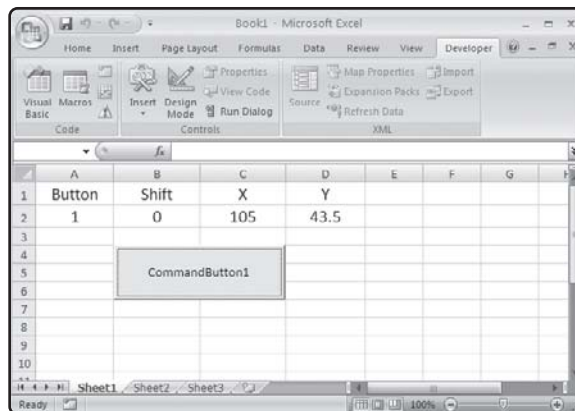 Book1 - Microsoft Excel
Home Insert Page Layout Formulas Data Review View Developer
Visual Basic
Macros
Code
Insert
Design Mode
Properties
View Code
Run Dialog
Controls
Source
Map Properties
Expansion Packs
Refresh Data
Import
Export
XML
fx
A B C D E F G H
1 Button Shift X Y
2 1 0 105 43.5
3
4
5 CommandButton1
6
7
8
9
10
11
Sheet1 Sheet2 Sheet3
Ready 100%